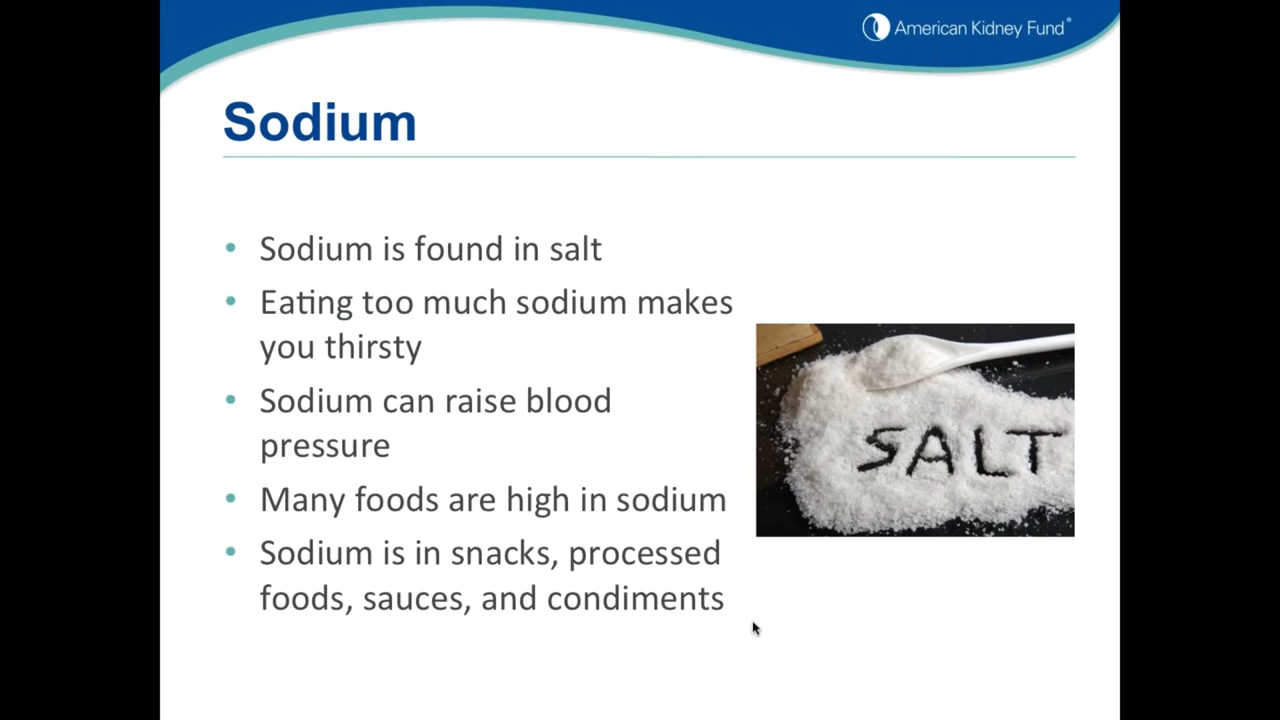 American Kidney Fund®
Sodium
• Sodium is found in salt
• Eating too much sodium makes
you thirsty
• Sodium can raise blood
pressure
• Many foods are high in sodium
• Sodium is in snacks, processed
foods, sauces, and condiments
SALT